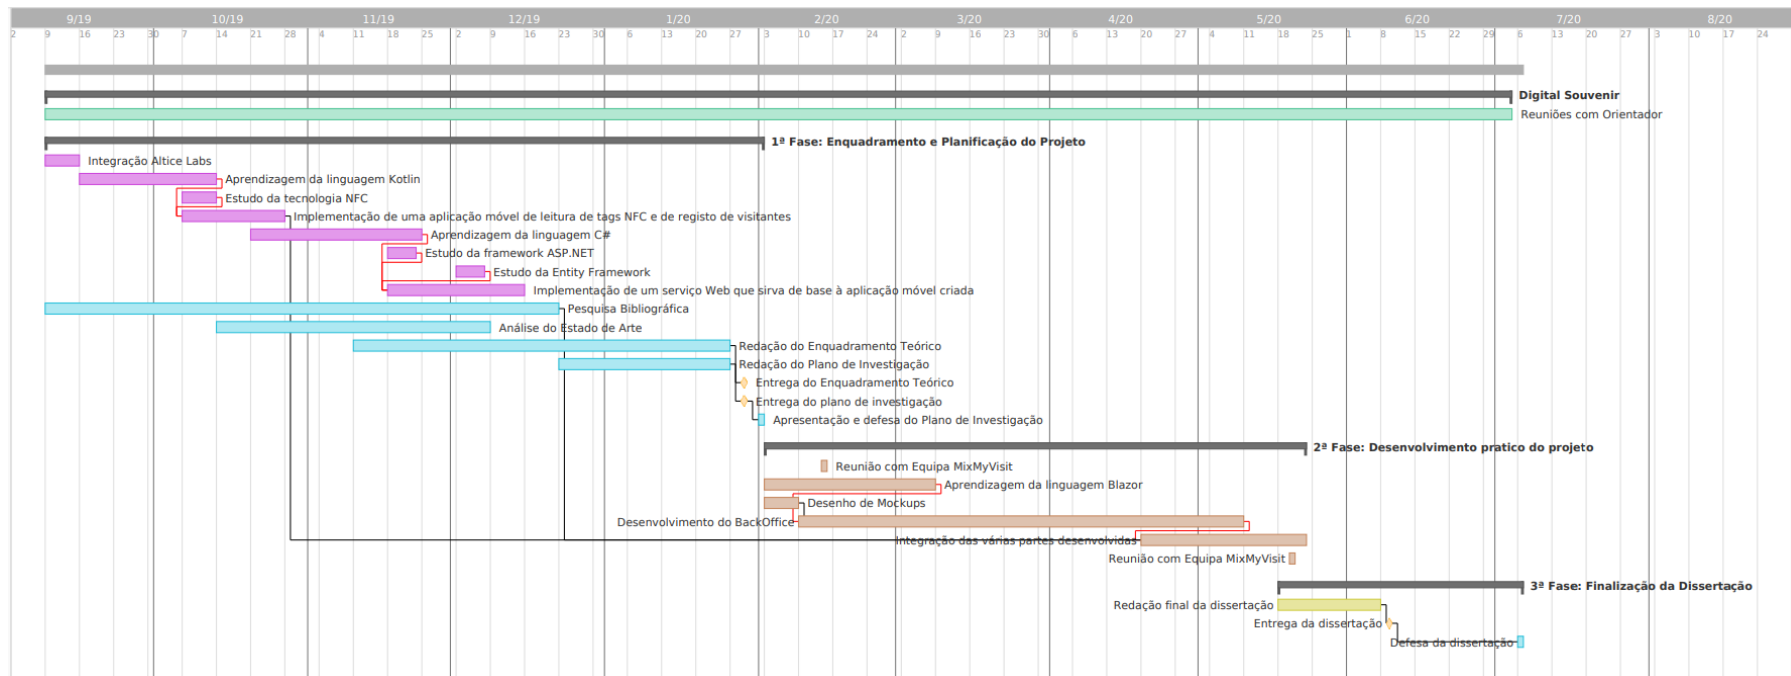 9/19 10/19 11/19 12/19 1/20 2/20 3/20 4/20 5/20 6/20 7/20 8/20
2 9 16 23 30 7 14 21 28 4 11 18 25 2 9 16 23 30 6 13 20 27 3 10 17 24 2 9 16 23 30 6 13 20 27 4 11 18 25 1 8 15 22 29 6 13 20 27 3 10 17 24
Digital Souvenir
Reuniões com Orientador
1ª Fase: Enquadramento e Planificação do Projeto
Integração Altice Labs
Aprendizagem da linguagem Kotlin
Estudo da tecnologia NFC
Implementação de uma aplicação móvel de leitura de tags NFC e de registo de visitantes
Aprendizagem da linguagem C#
Estudo da framework ASP.NET
Estudo da Entity Framework
Implementação de um serviço Web que sirva de base à aplicação móvel criada
Pesquisa Bibliográfica
Análise do Estado de Arte
Redação do Enquadramento Teórico
Redação do Plano de Investigação
Entrega do Enquadramento Teórico
Entrega do plano de investigação
Apresentação e defesa do Plano de Investigação
2ª Fase: Desenvolvimento pratico do projeto
Reunião com Equipa MixMyVisit
Aprendizagem da linguagem Blazor
Desenho de Mockups
Desenvolvimento do BackOffice
Integração das várias partes desenvolvidas
Reunião com Equipa MixMyVisit
3ª Fase: Finalização da Dissertação
Redação final da dissertação
Entrega da dissertação
Defesa da dissertação